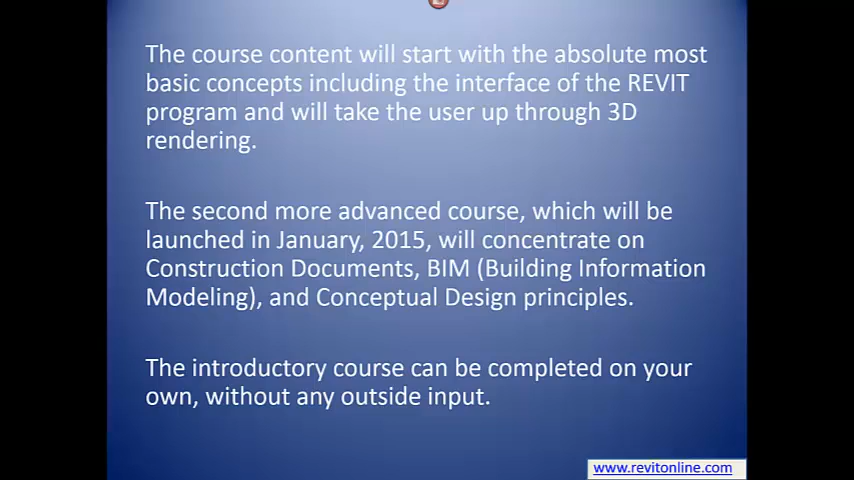 The course content will start with the absolute most
basic concepts including the interface of the REVIT
program and will take the user up through 3D
rendering.
The second more advanced course, which will be
launched in January, 2015, will concentrate on
Construction Documents, BIM (Building Information
Modeling), and Conceptual Design principles.
The introductory course can be completed on your
own, without any outside input.
www.revitonline.com